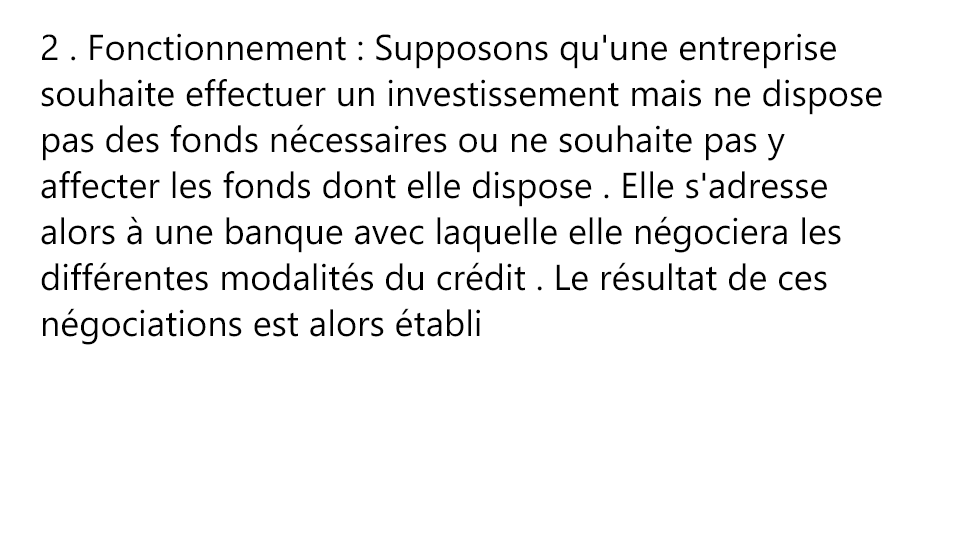 2 . Fonctionnement : Supposons qu'une entreprise
souhaite effectuer un investissement mais ne dispose
pas des fonds nécessaires ou ne souhaite pas y
affecter les fonds dont elle dispose . Elle s'adresse
alors à une banque avec laquelle elle négociera les
différentes modalités du crédit . Le résultat de ces
négociations est alors établi